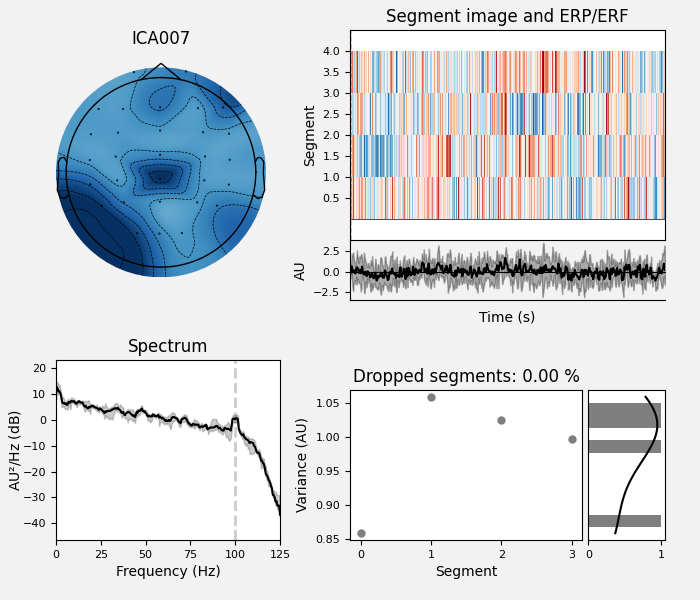 ICA007
Segment image and ERP/ERF
Segment
4.0
3.5
3.0
2.5
2.0
1.5
1.0
0.5
AU
2.5
0.0
−2.5
Time (s)
Spectrum
AU²/Hz (dB)
20
10
0
−10
−20
−30
−40
0 25 50 75 100 125
Frequency (Hz)
Dropped segments: 0.00 %
Variance (AU)
1.05
1.00
0.95
0.90
0.85
0 1 2 3
Segment
0 1